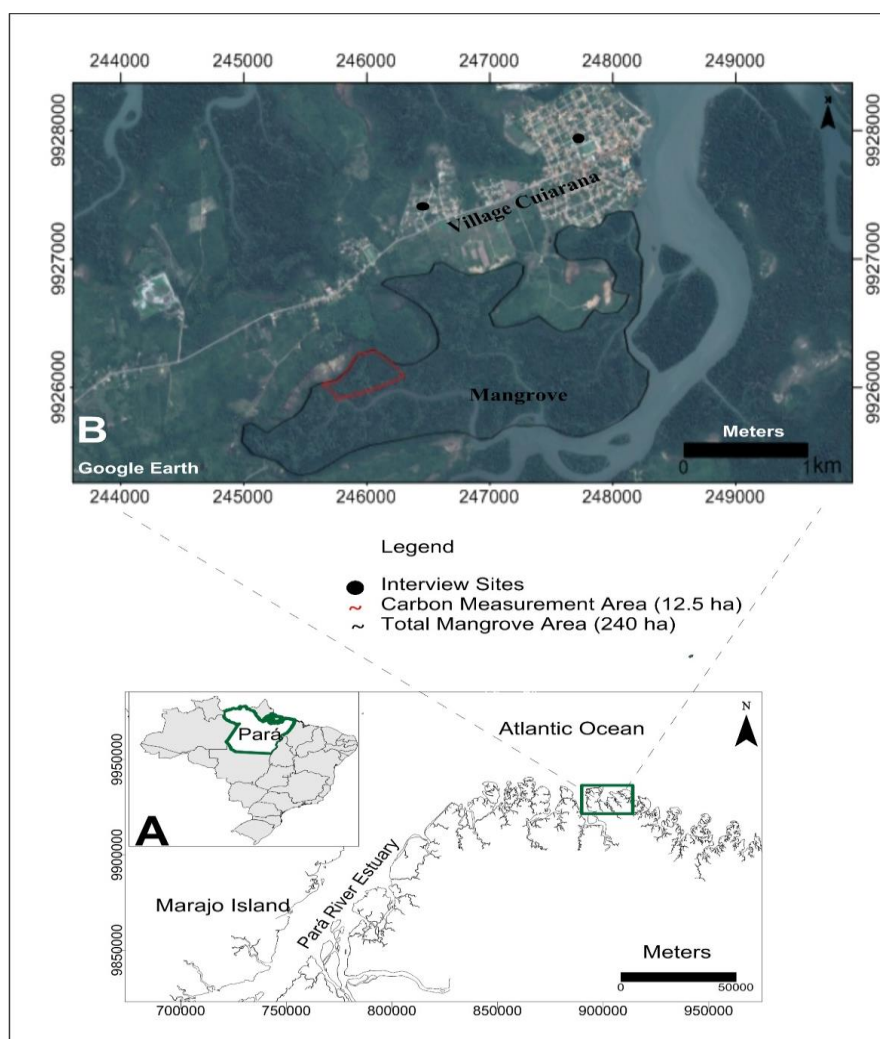 244000 245000 246000 247000 248000 249000
9928000
9928000
N
Village Cuiarana
9927000
9927000
Mangrove
9929000
9929000
B
Meters
Google Earth
0 1km
244000 245000 246000 247000 248000 249000
Legend
Interview Sites
Carbon Measurement Area (12.5 ha)
Total Mangrove Area (240 ha)
Atlantic Ocean
N
Pará
9950000
A
9900000
Marajo Island
Pará River Estuary
Meters
9850000
0 50000
700000 750000 800000 850000 900000 950000